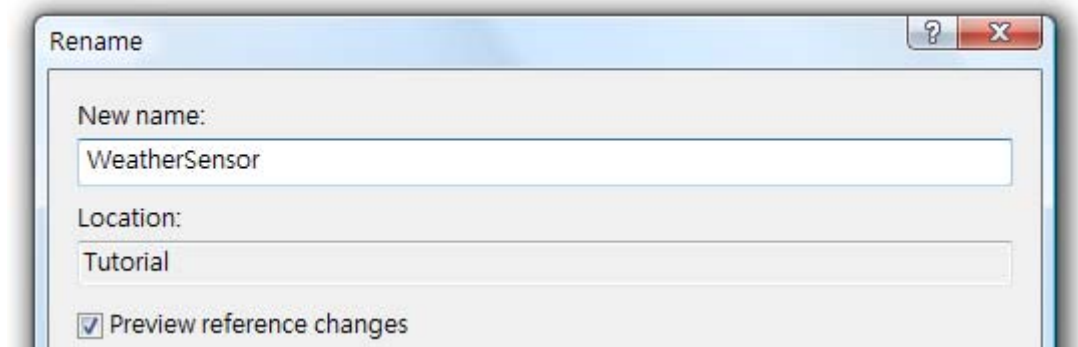 Rename
New name:
WeatherSensor
Location:
Tutorial
Preview reference changes